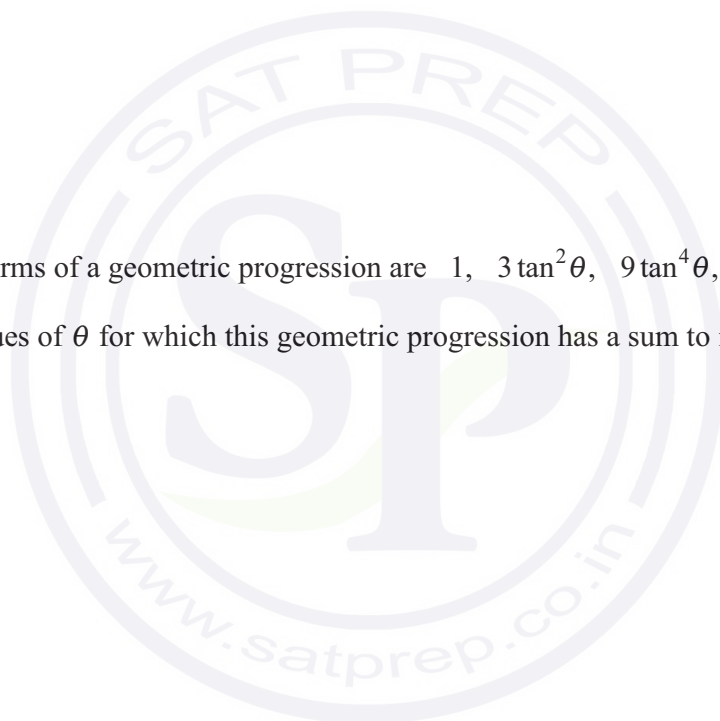 SAT PREP
rms of a geometric progression are 1, 3 tan²θ, 9 tan⁴θ,
ues of θ for which this geometric progression has a sum to
SP
www.satprep.co.in